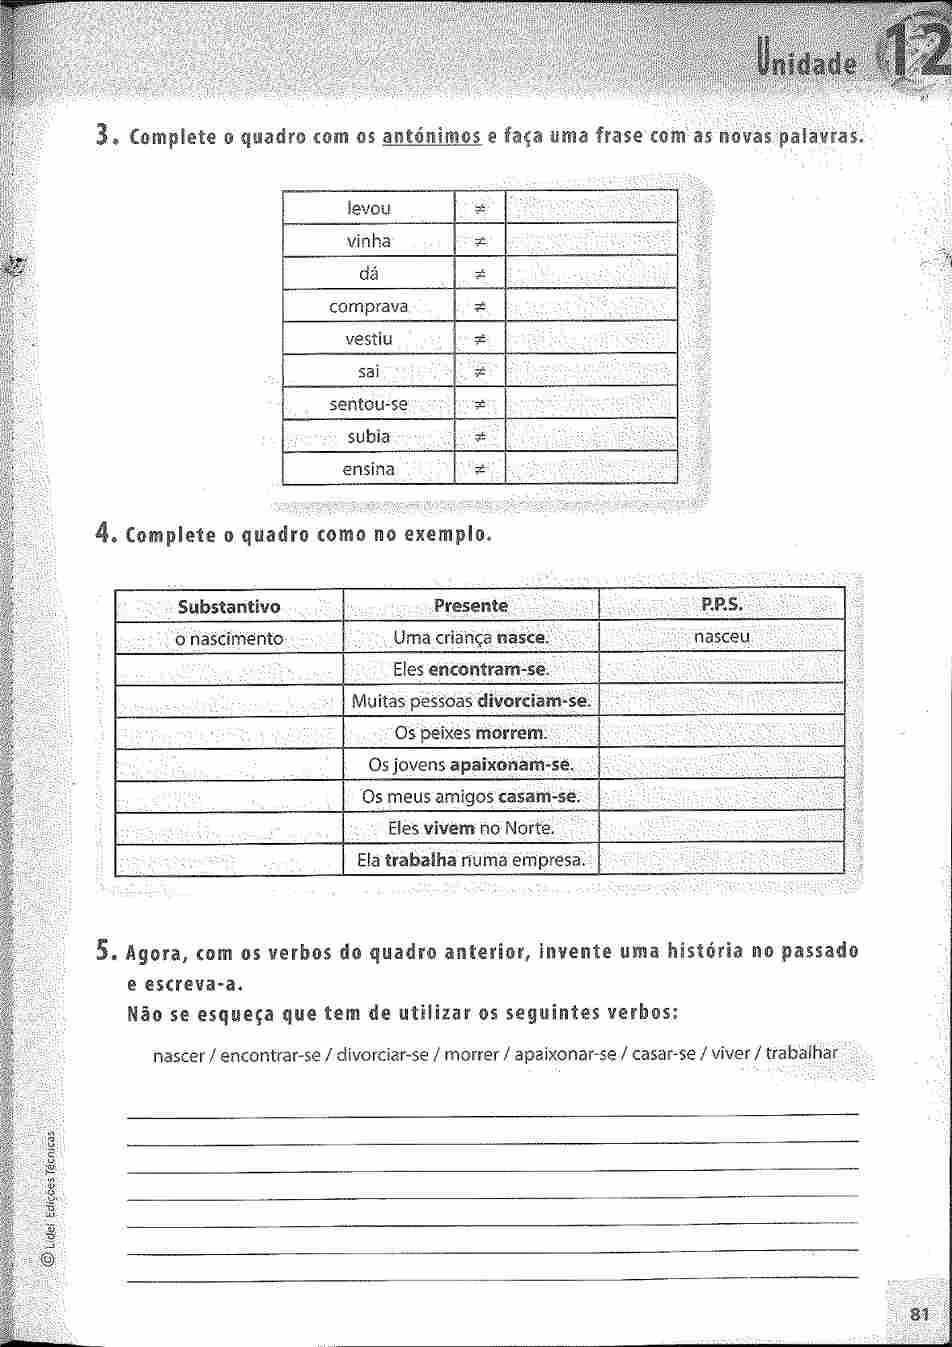 Unidade 12
3. Complete o quadro com os antónimos e faça uma frase com as novas palavras.
levou ≠
vinha ≠
dá ≠
comprava ≠
vestiu ≠
sai ≠
sentou-se ≠
subia ≠
ensina ≠
4. Complete o quadro como no exemplo.
Substantivo Presente P.P.S.
o nascimento Uma criança nasce. nasceu
Eles encontram-se.
Muitas pessoas divorciam-se.
Os peixes morrem.
Os jovens apaixonam-se.
Os meus amigos casam-se.
Eles vivem no Norte.
Ela trabalha numa empresa.
5. Agora, com os verbos do quadro anterior, invente uma história no passado
e escreva-a.
Não se esqueça que tem de utilizar os seguintes verbos:
nascer / encontrar-se / divorciar-se / morrer / apaixonar-se / casar-se / viver / trabalhar
© Lidel Edições Técnicas
81